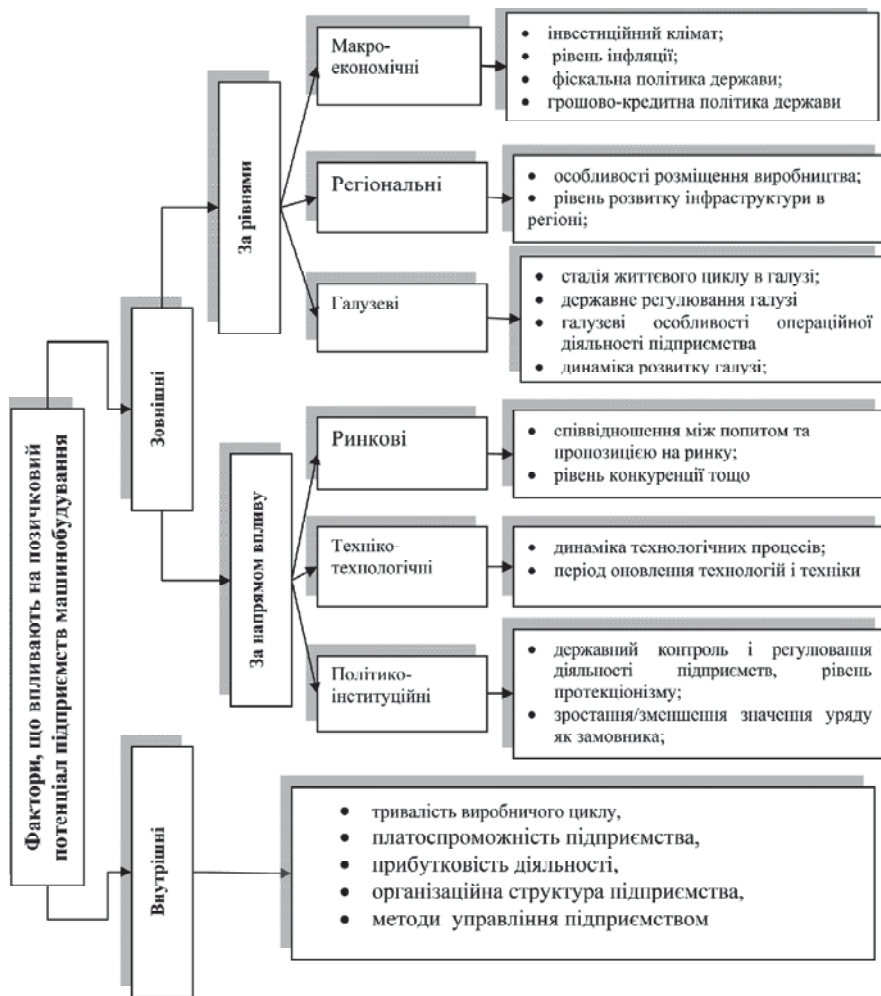 Фактори, що впливають на позичковий
потенціал підприємств машинобудування
Зовнішні
За рівнями
Макро-
економічні
• інвестиційний клімат;
• рівень інфляції;
• фіскальна політика держави;
• грошово-кредитна політика держави
Регіональні
• особливості розміщення виробництва;
• рівень розвитку інфраструктури в
регіоні;
Галузеві
• стадія життєвого циклу в галузі;
• державне регулювання галузі
• галузеві особливості операційної
діяльності підприємства
• динаміка розвитку галузі;
За напрямом впливу
Ринкові
• співвідношення між попитом та
пропозицією на ринку;
• рівень конкуренції тощо
Техніко-
технологічні
• динаміка технологічних процесів;
• період оновлення технологій і техніки
Політико-
інституційні
• державний контроль і регулювання
діяльності підприємств, рівень
протекціонізму;
• зростання/зменшення значення уряду
як замовника;
Внутрішні
• тривалість виробничого циклу,
• платоспроможність підприємства,
• прибутковість діяльності,
• організаційна структура підприємства,
• методи управління підприємством